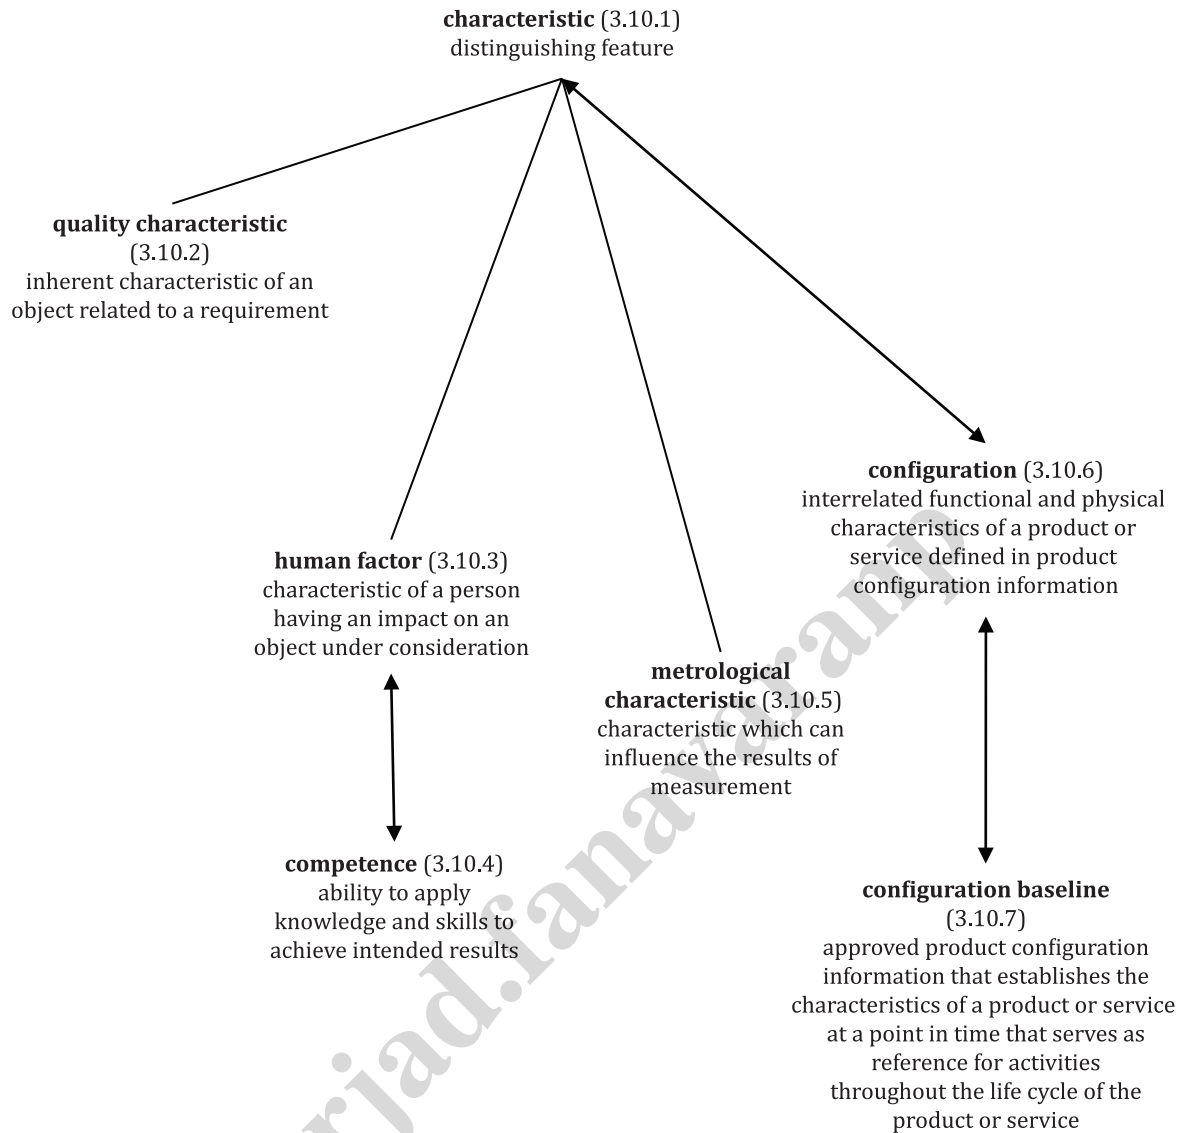 characteristic (3.10.1)
distinguishing feature
quality characteristic
(3.10.2)
inherent characteristic of an
object related to a requirement
human factor (3.10.3)
characteristic of a person
having an impact on an
object under consideration
competence (3.10.4)
ability to apply
knowledge and skills to
achieve intended results
metrological
characteristic (3.10.5)
characteristic which can
influence the results of
measurement
configuration (3.10.6)
interrelated functional and physical
characteristics of a product or
service defined in product
configuration information
configuration baseline
(3.10.7)
approved product configuration
information that establishes the
characteristics of a product or service
at a point in time that serves as
reference for activities
throughout the life cycle of the
product or service
rjad.fanavaranp